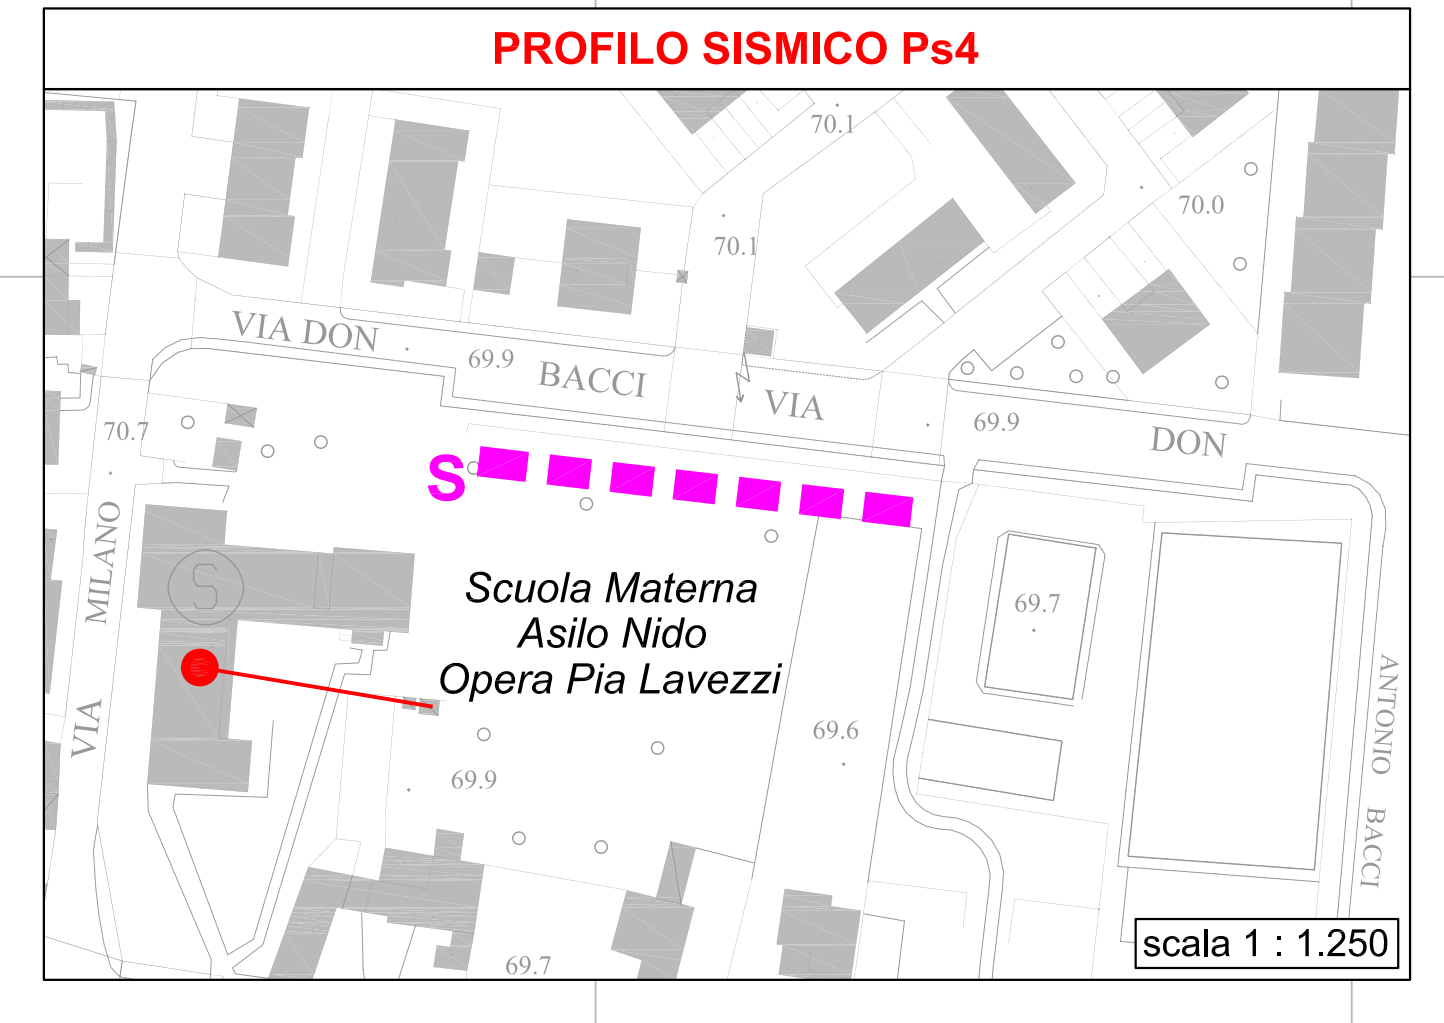 PROFILO SISMICO Ps4
70.1
70.0
70.1
VIA DON
69.9
BACCI
VIA
69.9
DON
70.7
S
VIA MILANO
S
Scuola Materna
Asilo Nido
Opera Pia Lavezzi
69.7
69.6
69.9
ANTONIO BACCI
69.7
scala 1 : 1.250